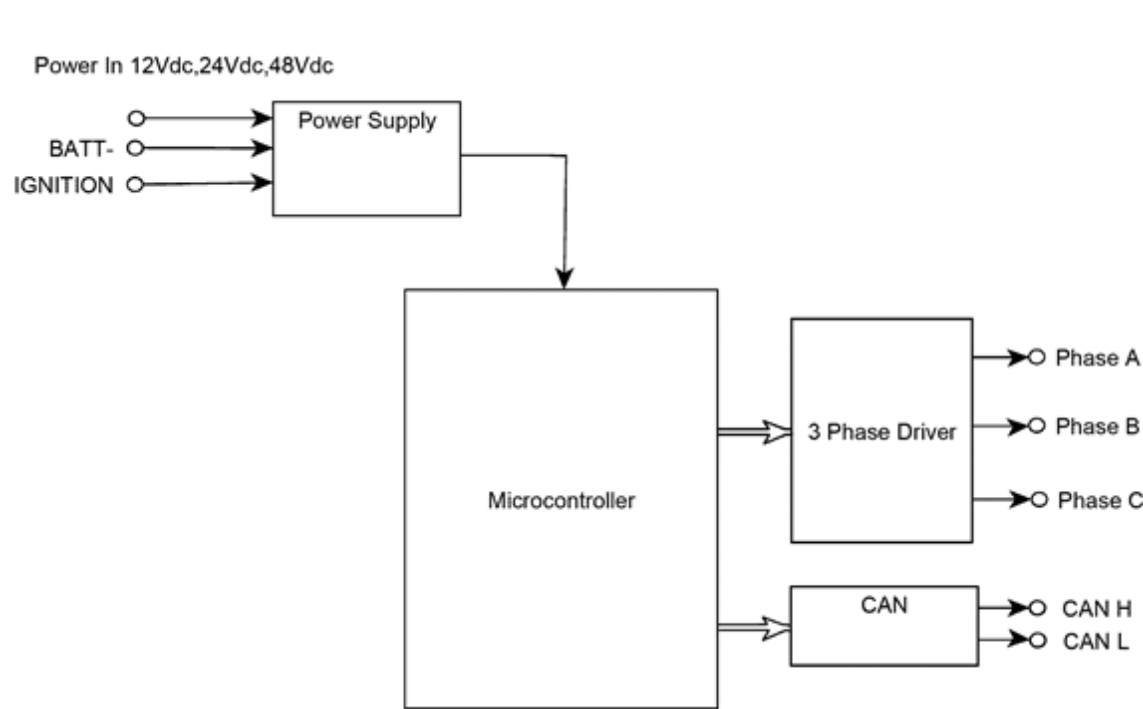 Power In 12Vdc,24Vdc,48Vdc
Power Supply
BATT-
IGNITION
Microcontroller
3 Phase Driver
Phase A
Phase B
Phase C
CAN
CAN H
CAN L